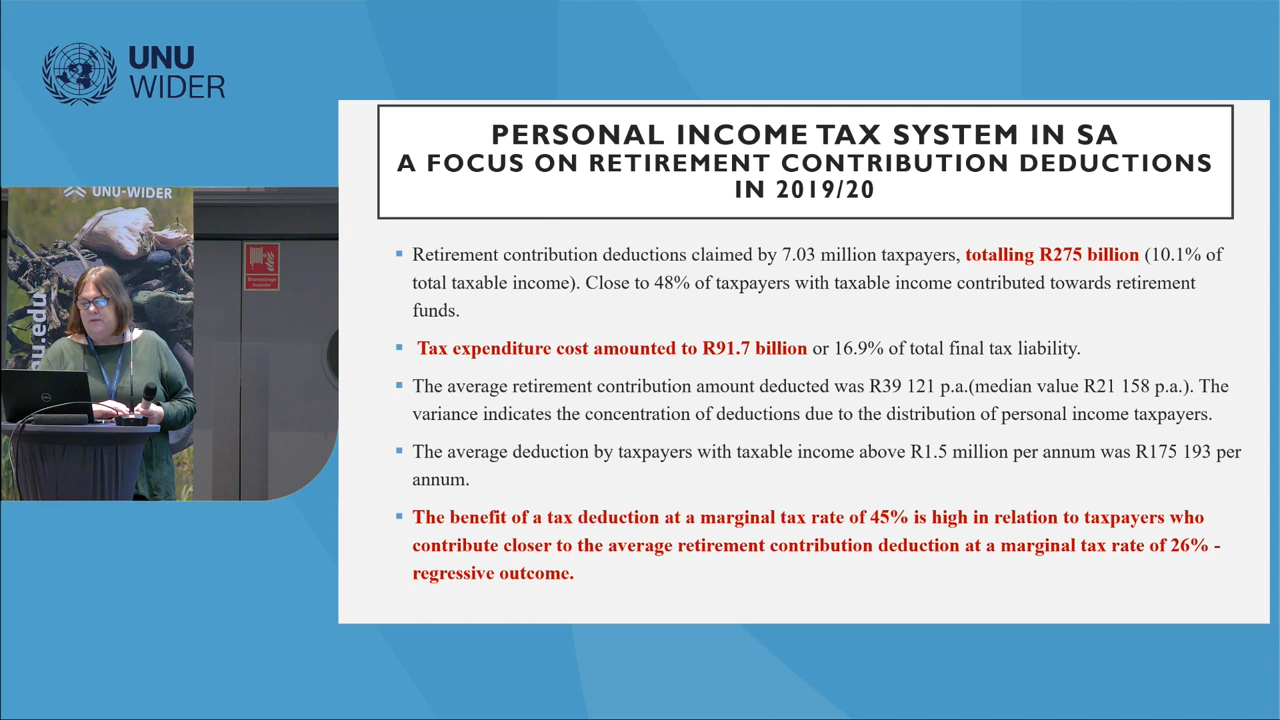 UNU
WIDER
PERSONAL INCOME TAX SYSTEM IN SA
A FOCUS ON RETIREMENT CONTRIBUTION DEDUCTIONS
IN 2019/20
UNU-WIDER
▪ Retirement contribution deductions claimed by 7.03 million taxpayers, totalling R275 billion (10.1% of
total taxable income). Close to 48% of taxpayers with taxable income contributed towards retirement
funds.
▪ Tax expenditure cost amounted to R91.7 billion or 16.9% of total final tax liability.
▪ The average retirement contribution amount deducted was R39 121 p.a.(median value R21 158 p.a.). The
variance indicates the concentration of deductions due to the distribution of personal income taxpayers.
▪ The average deduction by taxpayers with taxable income above R1.5 million per annum was R175 193 per
annum.
▪ The benefit of a tax deduction at a marginal tax rate of 45% is high in relation to taxpayers who
contribute closer to the average retirement contribution deduction at a marginal tax rate of 26% -
regressive outcome.